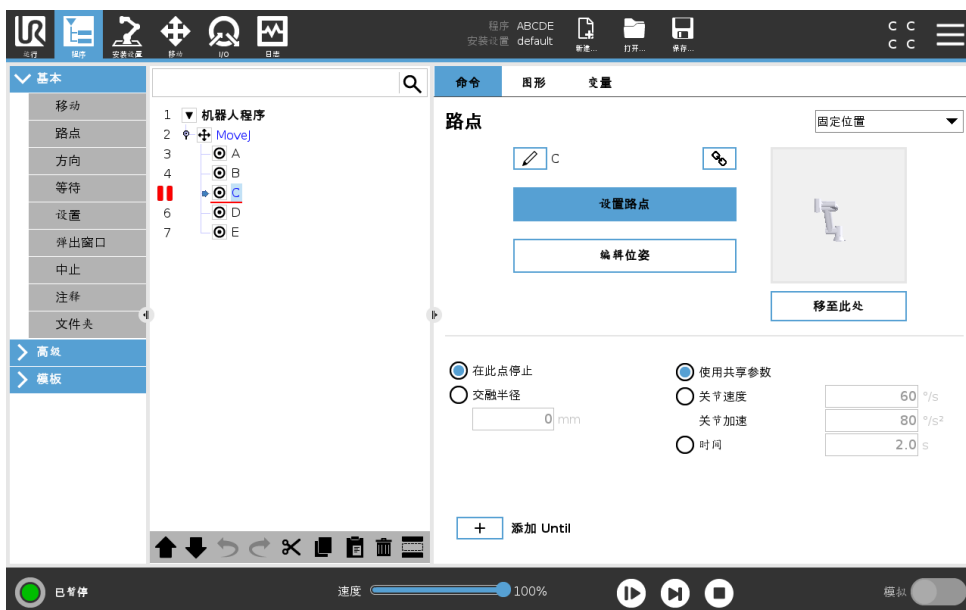 UR
运行
程序
安装设置
移动
I/O
日志
程序 ABCDE
安装设置 default
新建...
打开...
保存...
C C
C C
基本
移动
路点
方向
等待
设置
弹出窗口
中止
注释
文件夹
高级
模板
1 机器人程序
2 MoveJ
3 A
4 B
C
6 D
7 E
命令 图形 变量
路点
固定位置
C
设置路点
编辑位姿
移至此处
在此点停止
交融半径
0 mm
使用共享参数
关节速度 60 °/s
关节加速 80 °/s²
时间 2.0 s
+ 添加 Until
已暂停
速度 100%
模拟